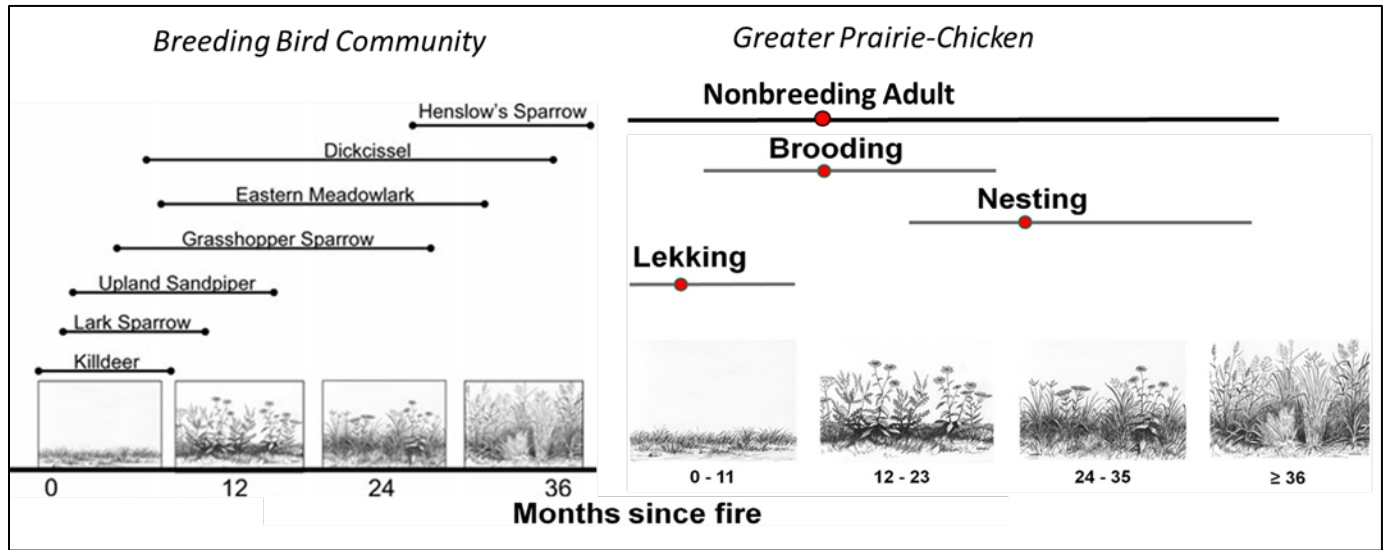 Breeding Bird Community
Henslow's Sparrow
Dickcissel
Eastern Meadowlark
Grasshopper Sparrow
Upland Sandpiper
Lark Sparrow
Killdeer
0 12 24 36
Greater Prairie-Chicken
Nonbreeding Adult
Brooding
Nesting
Lekking
0 - 11 12 - 23 24 - 35 ≥ 36
Months since fire